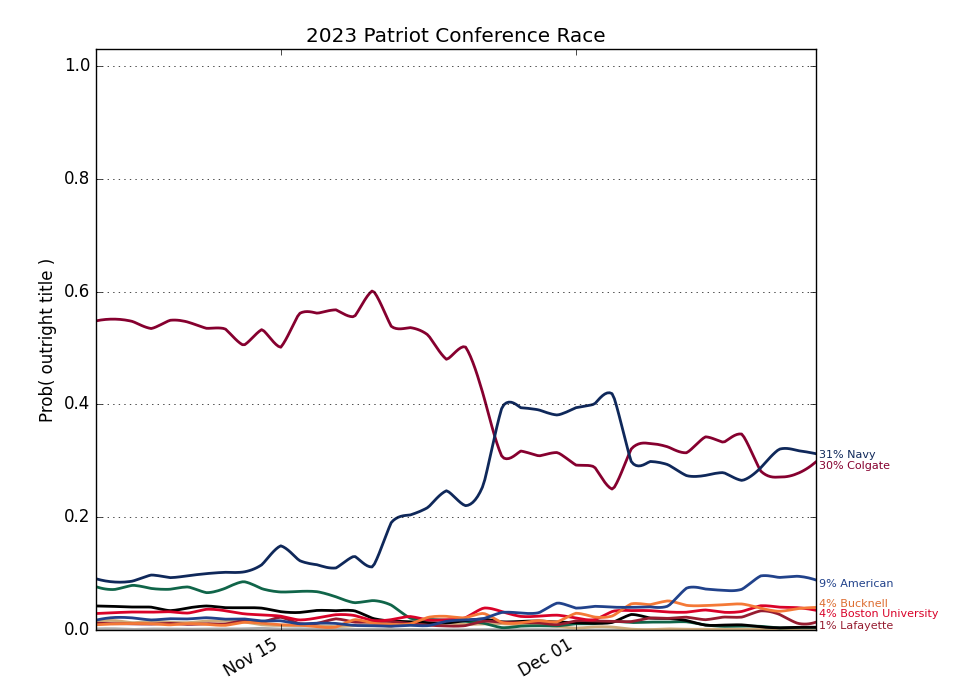 2023 Patriot Conference Race
Prob( outright title )
1.0
0.8
0.6
0.4
0.2
0.0
Nov 15
Dec 01
31% Navy
30% Colgate
9% American
4% Bucknell
4% Boston University
1% Lafayette